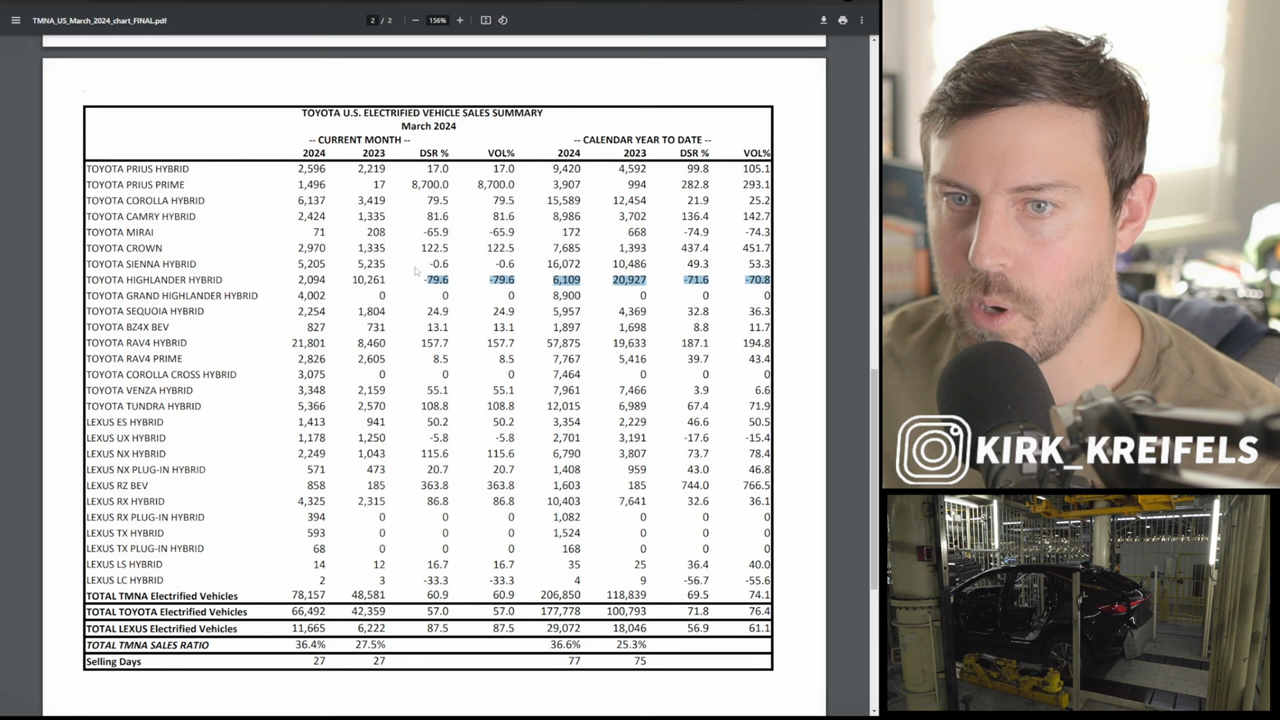 TMNA_US_March_2024_chart_FINAL.pdf 2 / 2 156%
TOYOTA U.S. ELECTRIFIED VEHICLE SALES SUMMARY
March 2024
-- CURRENT MONTH -- -- CALENDAR YEAR TO DATE --
2024 2023 DSR % VOL% 2024 2023 DSR % VOL%
TOYOTA PRIUS HYBRID 2,596 2,219 17.0 17.0 9,420 4,592 99.8 105.1
TOYOTA PRIUS PRIME 1,496 17 8,700.0 8,700.0 3,907 994 282.8 293.1
TOYOTA COROLLA HYBRID 6,137 3,419 79.5 79.5 15,589 12,454 21.9 25.2
TOYOTA CAMRY HYBRID 2,424 1,335 81.6 81.6 8,986 3,702 136.4 142.7
TOYOTA MIRAI 71 208 -65.9 -65.9 172 668 -74.9 -74.3
TOYOTA CROWN 2,970 1,335 122.5 122.5 7,685 1,393 437.4 451.7
TOYOTA SIENNA HYBRID 5,205 5,235 -0.6 -0.6 16,072 10,486 49.3 53.3
TOYOTA HIGHLANDER HYBRID 2,094 10,261 -79.6 -79.6 6,109 20,927 -71.6 -70.8
TOYOTA GRAND HIGHLANDER HYBRID 4,002 0 0 0 8,900 0 0 0
TOYOTA SEQUOIA HYBRID 2,254 1,804 24.9 24.9 5,957 4,369 32.8 36.3
TOYOTA BZ4X BEV 827 731 13.1 13.1 1,897 1,698 8.8 11.7
TOYOTA RAV4 HYBRID 21,801 8,460 157.7 157.7 57,875 19,633 187.1 194.8
TOYOTA RAV4 PRIME 2,826 2,605 8.5 8.5 7,767 5,416 39.7 43.4
TOYOTA COROLLA CROSS HYBRID 3,075 0 0 0 7,464 0 0 0
TOYOTA VENZA HYBRID 3,348 2,159 55.1 55.1 7,961 7,466 3.9 6.6
TOYOTA TUNDRA HYBRID 5,366 2,570 108.8 108.8 12,015 6,989 67.4 71.9
LEXUS ES HYBRID 1,413 941 50.2 50.2 3,354 2,229 46.6 50.5
LEXUS UX HYBRID 1,178 1,250 -5.8 -5.8 2,701 3,191 -17.6 -15.4
LEXUS NX HYBRID 2,249 1,043 115.6 115.6 6,790 3,807 73.7 78.4
LEXUS NX PLUG-IN HYBRID 571 473 20.7 20.7 1,408 959 43.0 46.8
LEXUS RZ BEV 858 185 363.8 363.8 1,603 185 744.0 766.5
LEXUS RX HYBRID 4,325 2,315 86.8 86.8 10,403 7,641 32.6 36.1
LEXUS RX PLUG-IN HYBRID 394 0 0 0 1,082 0 0 0
LEXUS TX HYBRID 593 0 0 0 1,524 0 0 0
LEXUS TX PLUG-IN HYBRID 68 0 0 0 168 0 0 0
LEXUS LS HYBRID 14 12 16.7 16.7 35 25 36.4 40.0
LEXUS LC HYBRID 2 3 -33.3 -33.3 4 9 -56.7 -55.6
TOTAL TMNA Electrified Vehicles 78,157 48,581 60.9 60.9 206,850 118,839 69.5 74.1
TOTAL TOYOTA Electrified Vehicles 66,492 42,359 57.0 57.0 177,778 100,793 71.8 76.4
TOTAL LEXUS Electrified Vehicles 11,665 6,222 87.5 87.5 29,072 18,046 56.9 61.1
TOTAL TMNA SALES RATIO 36.4% 27.5% 36.6% 25.3%
Selling Days 27 27 77 75
KIRK_KREIFELS